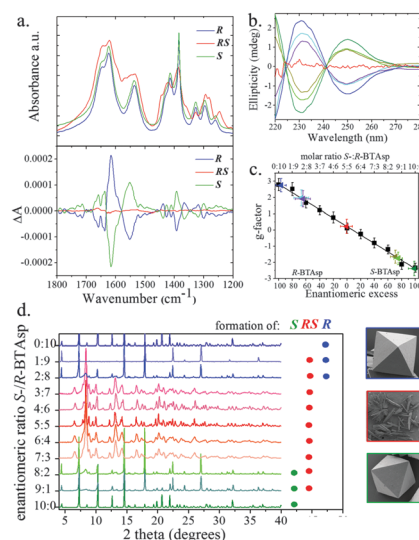 a.
Absorbance a.u.
R
RS
S
0.0002
0.0001
0.0000
-0.0001
-0.0002
ΔA
R
RS
S
1800 1700 1600 1500 1400 1300 1200
Wavenumber (cm⁻¹)
b.
Ellipticity (mdeg)
3
2
1
0
-1
-2
-3
220 230 240 250 260 270 280
Wavelength (nm)
c.
molar ratio S-:R-BTAsp
0:10 1:9 2:8 3:7 4:6 5:5 6:4 7:3 8:2 9:1 10:
g-factor
3
2
1
0
-1
-2
-3
R-BTAsp
S-BTAsp
100 80 60 40 20 0 20 40 60 80 100
Enantiomeric excess
d.
formation of: S RS R
enantiomeric ratio S-/R-BTAsp
0:10
1:9
2:8
3:7
4:6
5:5
6:4
7:3
8:2
9:1
10:0
5 10 15 20 25 30 35 40
2 theta (degrees)